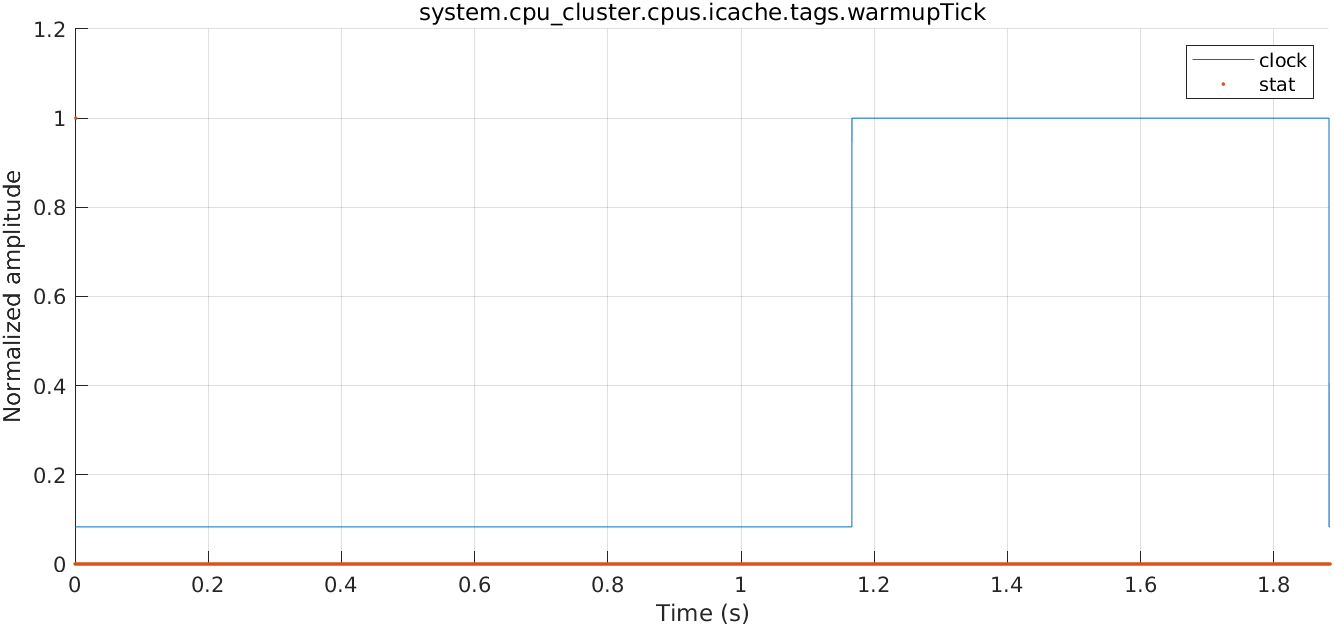 system.cpu_cluster.cpus.icache.tags.warmupTick
clock
stat
Normalized amplitude
1.2
1
0.8
0.6
0.4
0.2
0
0 0.2 0.4 0.6 0.8 1 1.2 1.4 1.6 1.8
Time (s)